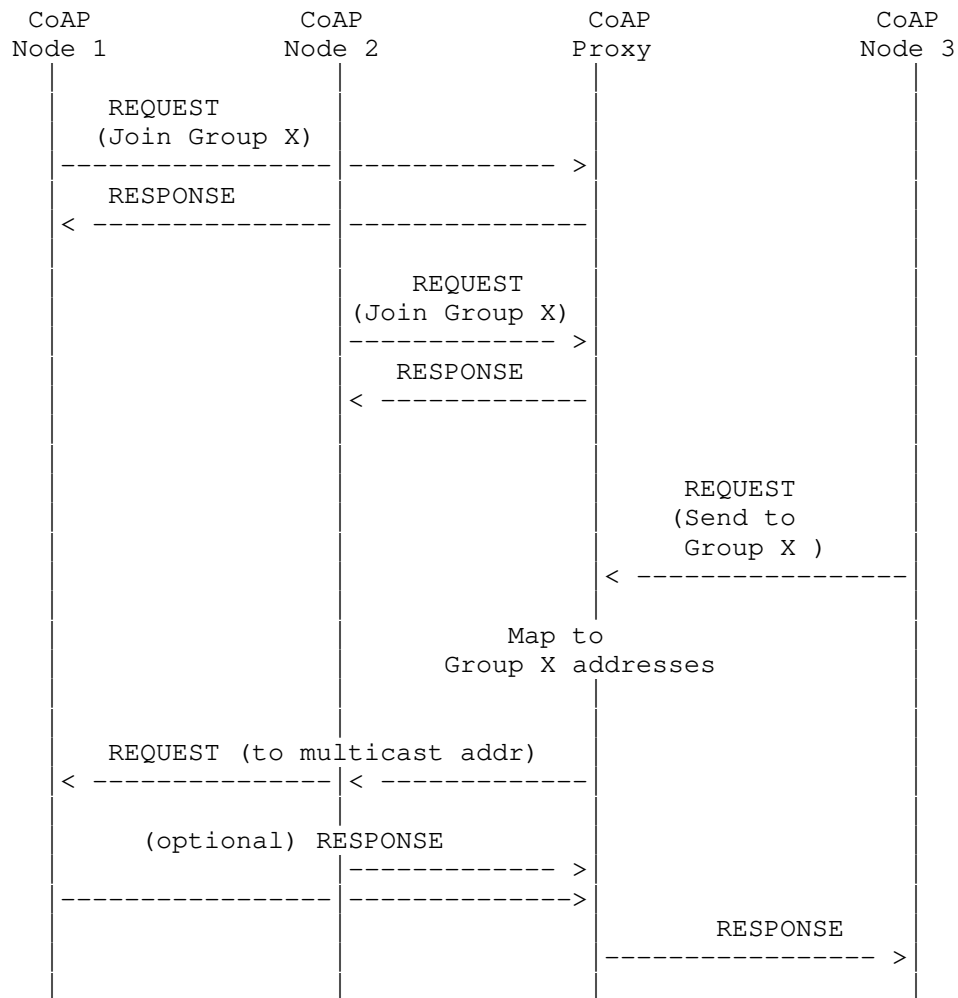 CoAP CoAP CoAP CoAP
Node 1 Node 2 Proxy Node 3
REQUEST
(Join Group X)
RESPONSE
REQUEST
(Join Group X)
RESPONSE
REQUEST
(Send to
Group X )
Map to
Group X addresses
REQUEST (to multicast addr)
(optional) RESPONSE
RESPONSE